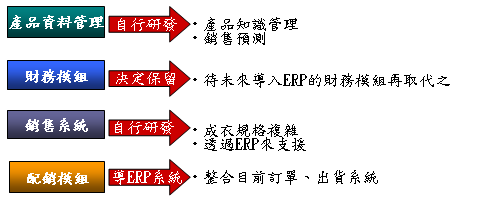 產品資料管理
自行研發
• 產品知識管理
• 銷售預測
財務模組
決定保留
• 待未來導入ERP的財務模組再取代之
銷售系統
自行研發
• 成衣規格複雜
• 透過ERP來支援
配銷模組
導ERP系統
• 整合目前訂單、出貨系統